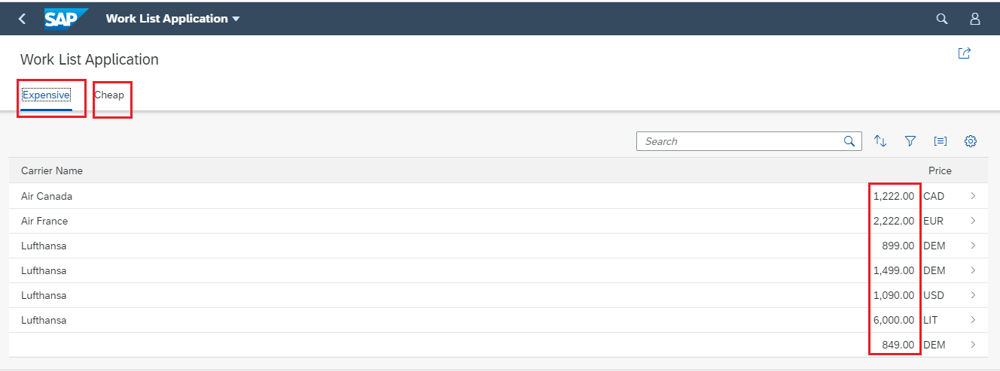 SAP Work List Application
Work List Application
Expensive Cheap
Search
Carrier Name Price
Air Canada 1,222.00 CAD
Air France 2,222.00 EUR
Lufthansa 899.00 DEM
Lufthansa 1,499.00 DEM
Lufthansa 1,090.00 USD
Lufthansa 6,000.00 LIT
849.00 DEM